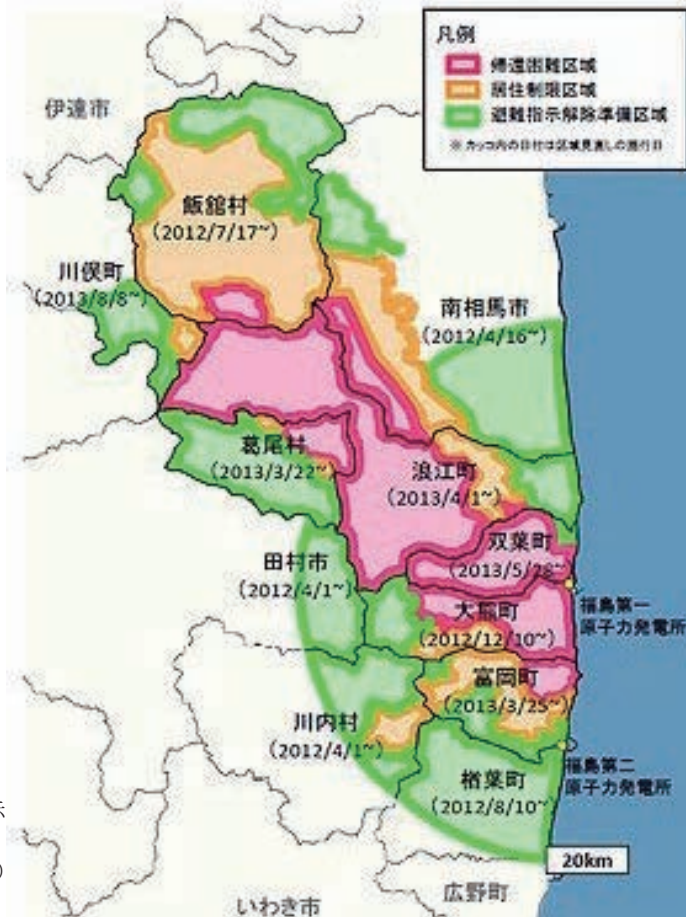 凡例
帰還困難区域
居住制限区域
避難指示解除準備区域
※ カッコ内の日付は区域見直しの施行日
伊達市
飯舘村
(2012/7/17~)
川俣町
(2013/8/8~)
南相馬市
(2012/4/16~)
葛尾村
(2013/3/22~)
浪江町
(2013/4/1~)
双葉町
(2013/5/28~)
田村市
(2012/4/1~)
大熊町
(2012/12/10~)
福島第一
原子力発電所
富岡町
(2013/3/25~)
川内村
(2012/4/1~)
福島第二
原子力発電所
楢葉町
(2012/8/10~)
20km
広野町
いわき市